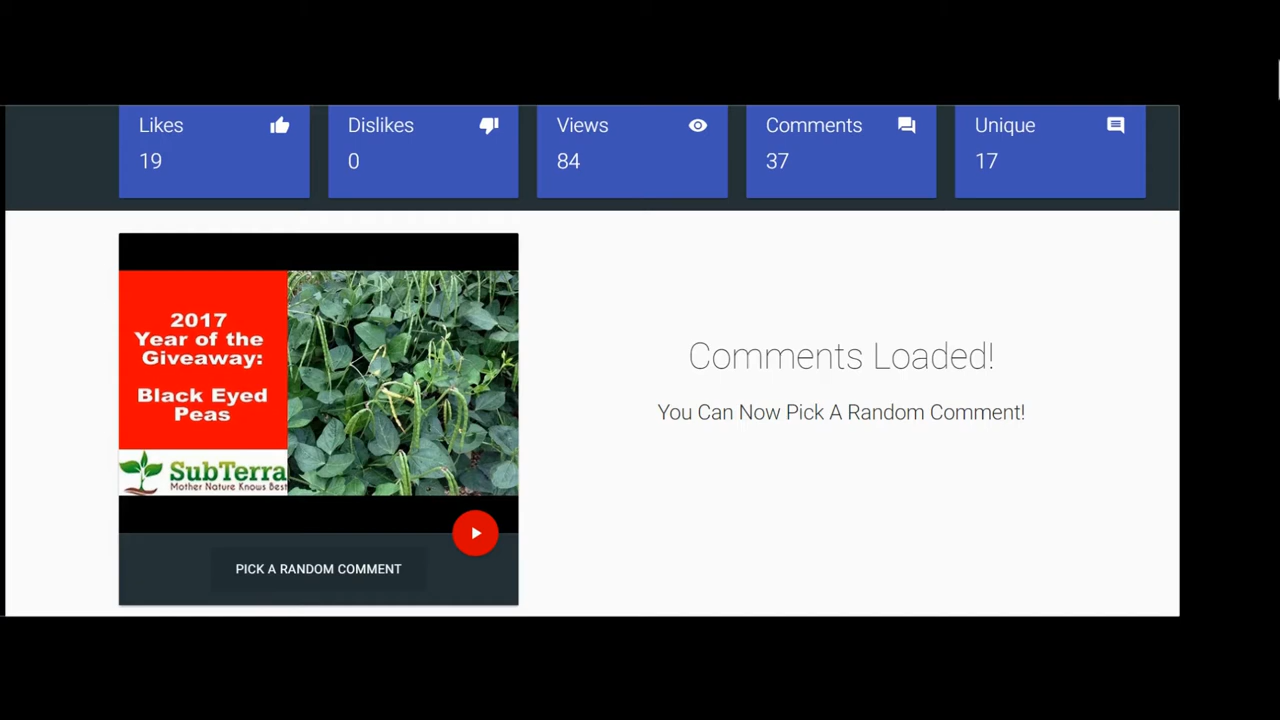 Likes
19
Dislikes
0
Views
84
Comments
37
Unique
17
2017
Year of the
Giveaway:
Black Eyed
Peas
SubTerra
Mother Nature Knows Best
PICK A RANDOM COMMENT
Comments Loaded!
You Can Now Pick A Random Comment!